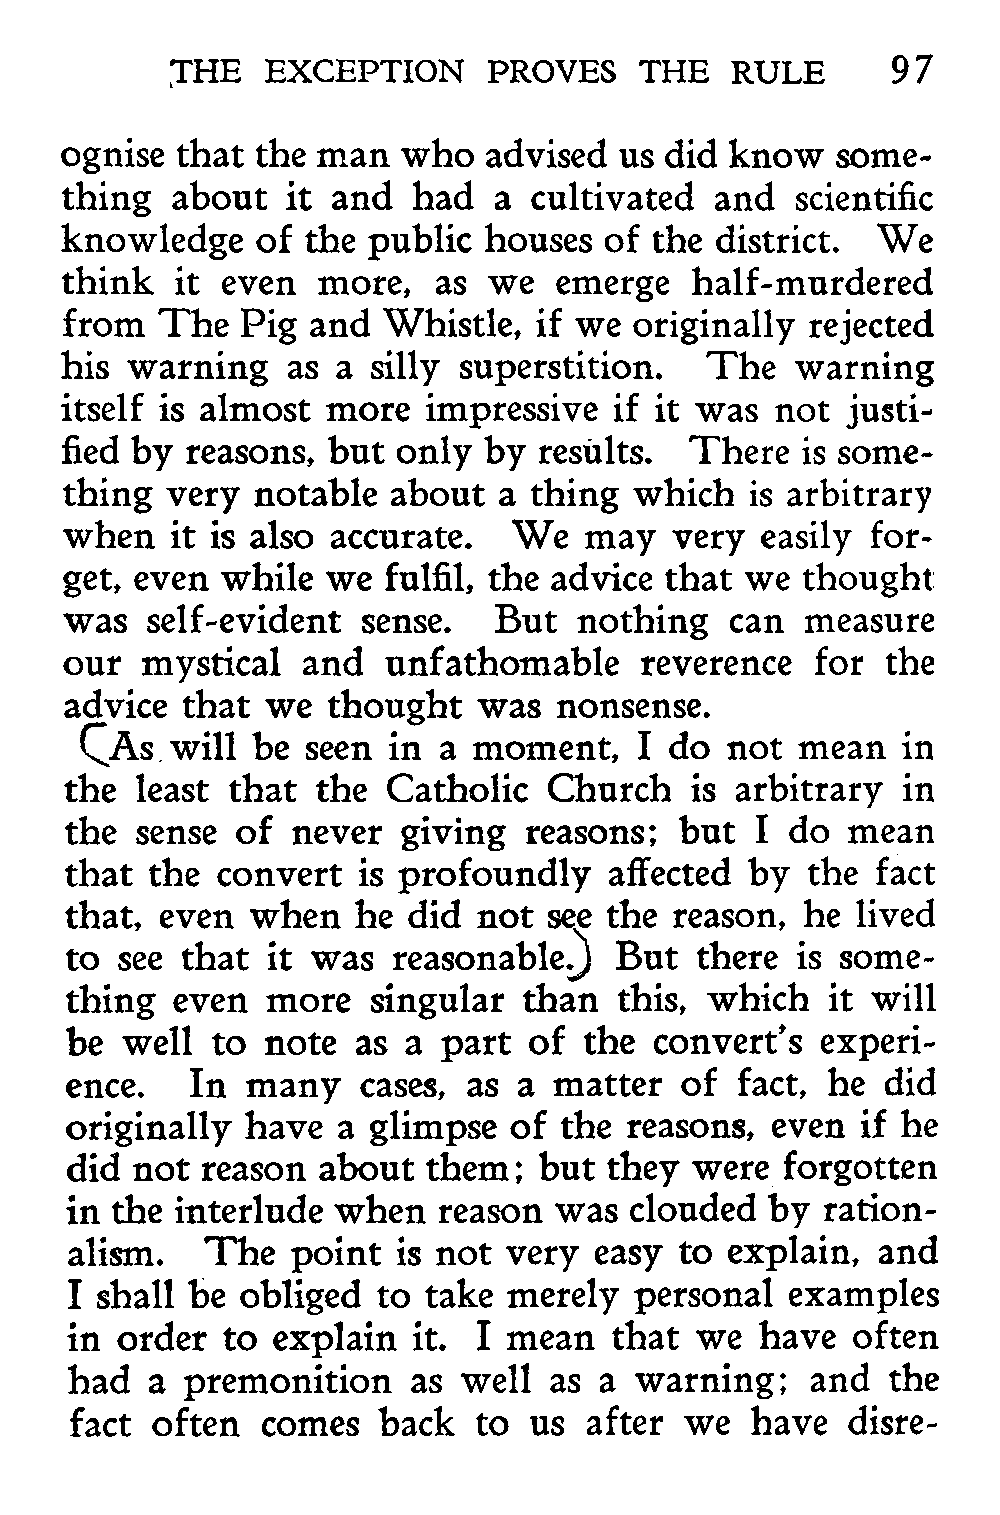 THE EXCEPTION PROVES THE RULE 97
ognise that the man who advised us did know some-
thing about it and had a cultivated and scientific
knowledge of the public houses of the district. We
think it even more, as we emerge half-murdered
from The Pig and Whistle, if we originally rejected
his warning as a silly superstition. The warning
itself is almost more impressive if it was not justi-
fied by reasons, but only by results. There is some-
thing very notable about a thing which is arbitrary
when it is also accurate. We may very easily for-
get, even while we fulfil, the advice that we thought
was self-evident sense. But nothing can measure
our mystical and unfathomable reverence for the
advice that we thought was nonsense.
(As will be seen in a moment, I do not mean in
the least that the Catholic Church is arbitrary in
the sense of never giving reasons; but I do mean
that the convert is profoundly affected by the fact
that, even when he did not see the reason, he lived
to see that it was reasonable.) But there is some-
thing even more singular than this, which it will
be well to note as a part of the convert's experi-
ence. In many cases, as a matter of fact, he did
originally have a glimpse of the reasons, even if he
did not reason about them; but they were forgotten
in the interlude when reason was clouded by ration-
alism. The point is not very easy to explain, and
I shall be obliged to take merely personal examples
in order to explain it. I mean that we have often
had a premonition as well as a warning; and the
fact often comes back to us after we have disre-